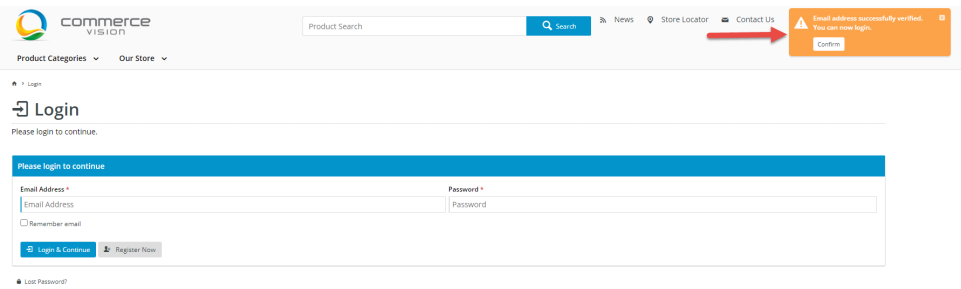 commerce
VISION
Product Search
Search
News
Store Locator
Contact Us
Email address successfully verified.
You can now login.
Confirm
Product Categories
Our Store
> Login
Login
Please login to continue.
Please login to continue
Email Address *
Password *
Email Address
Password
Remember email
Login & Continue
Register Now
Lost Password?